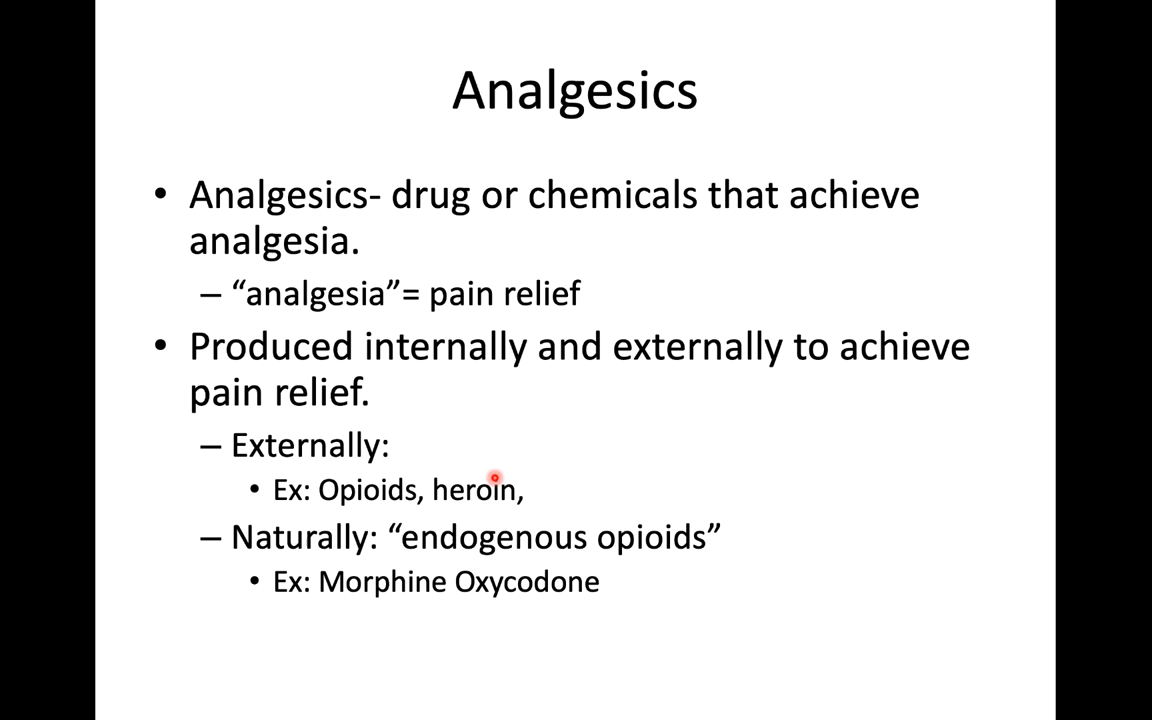 Analgesics
• Analgesics- drug or chemicals that achieve
analgesia.
– “analgesia”= pain relief
• Produced internally and externally to achieve
pain relief.
– Externally:
• Ex: Opioids, heroin,
– Naturally: “endogenous opioids”
• Ex: Morphine Oxycodone